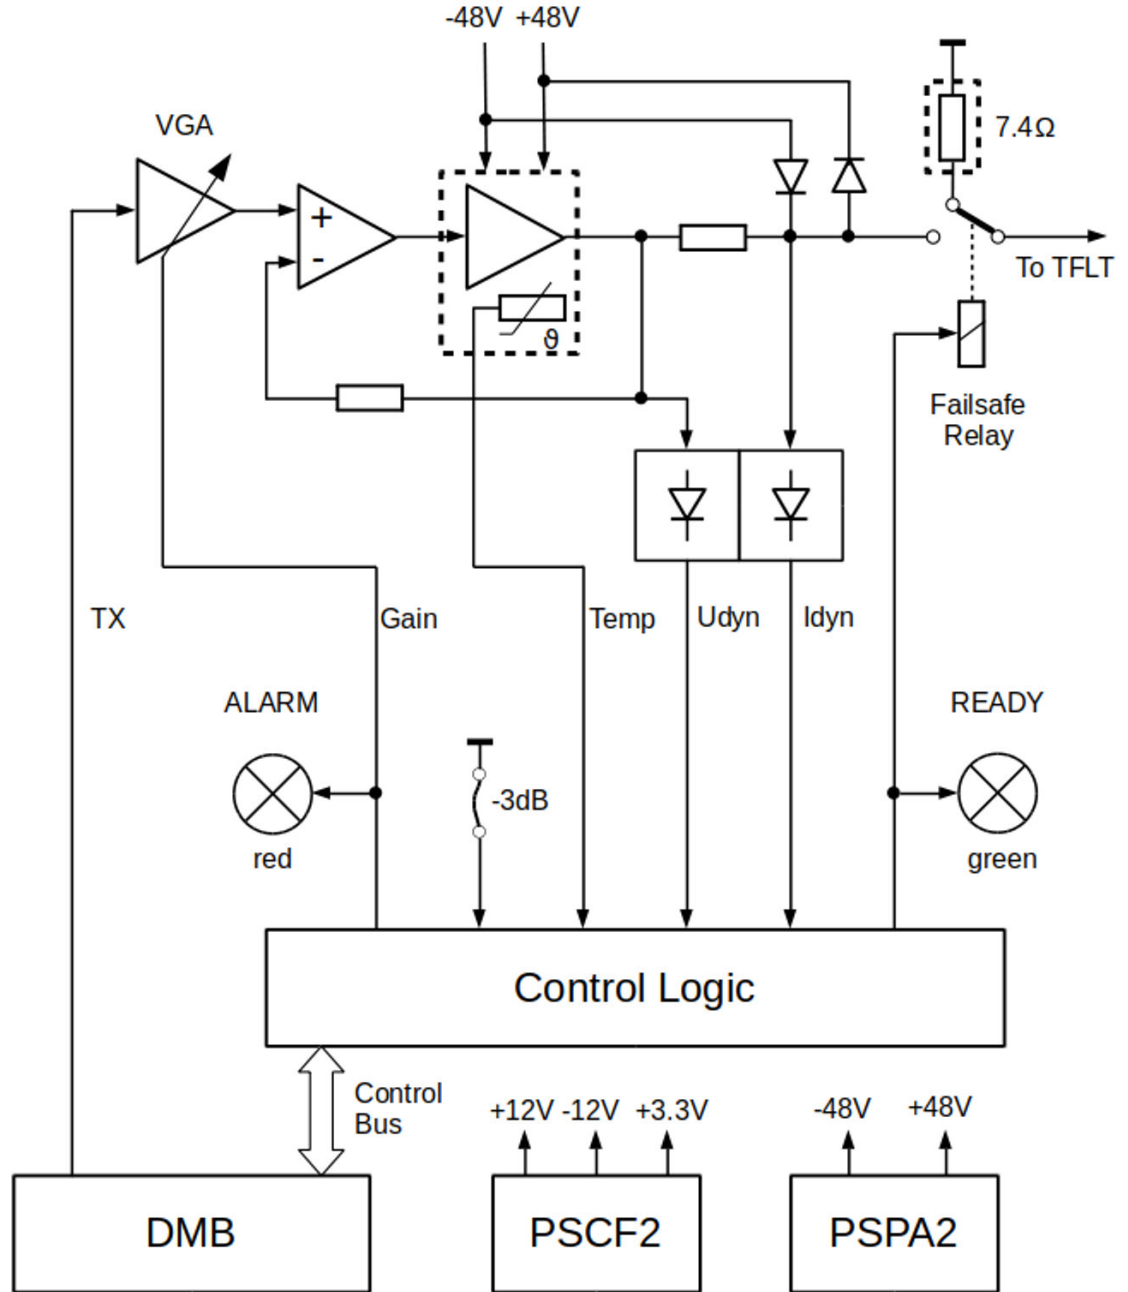 -48V +48V
VGA
7.4Ω
+
-
To TFLT
ϑ
Failsafe
Relay
TX
Gain
Temp
Udyn
Idyn
ALARM
READY
-3dB
red
green
Control Logic
Control
Bus
+12V -12V +3.3V
-48V +48V
DMB
PSCF2
PSPA2